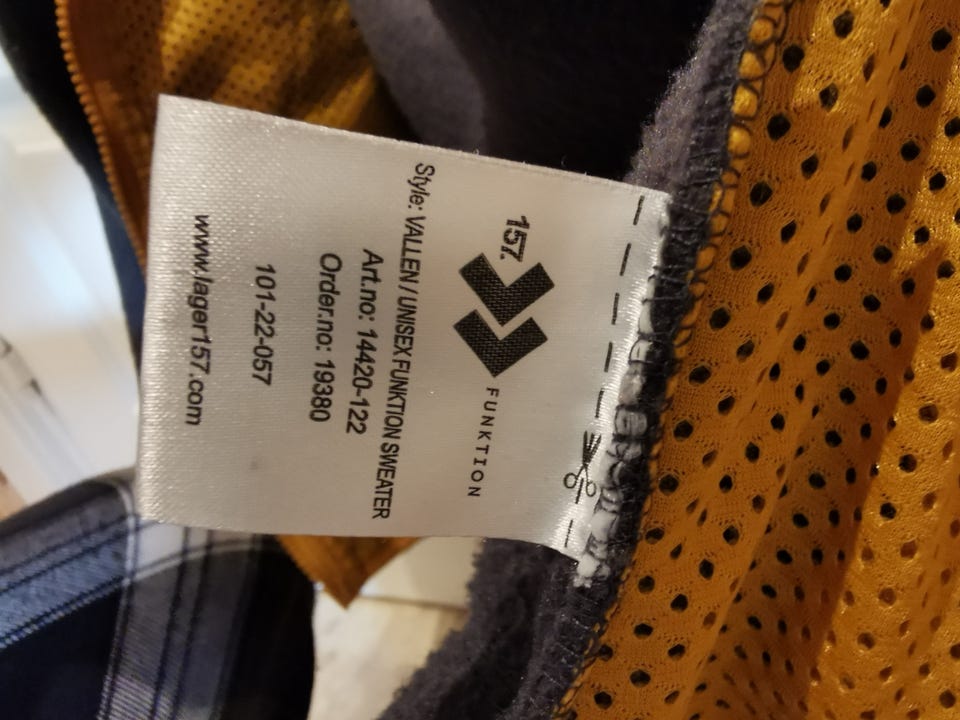 157.
FUNKTION
Style: VALLEN / UNISEX FUNKTION SWEATER
Art.no: 14420-122
Order.no: 19380
101-22-057
www.lager157.com